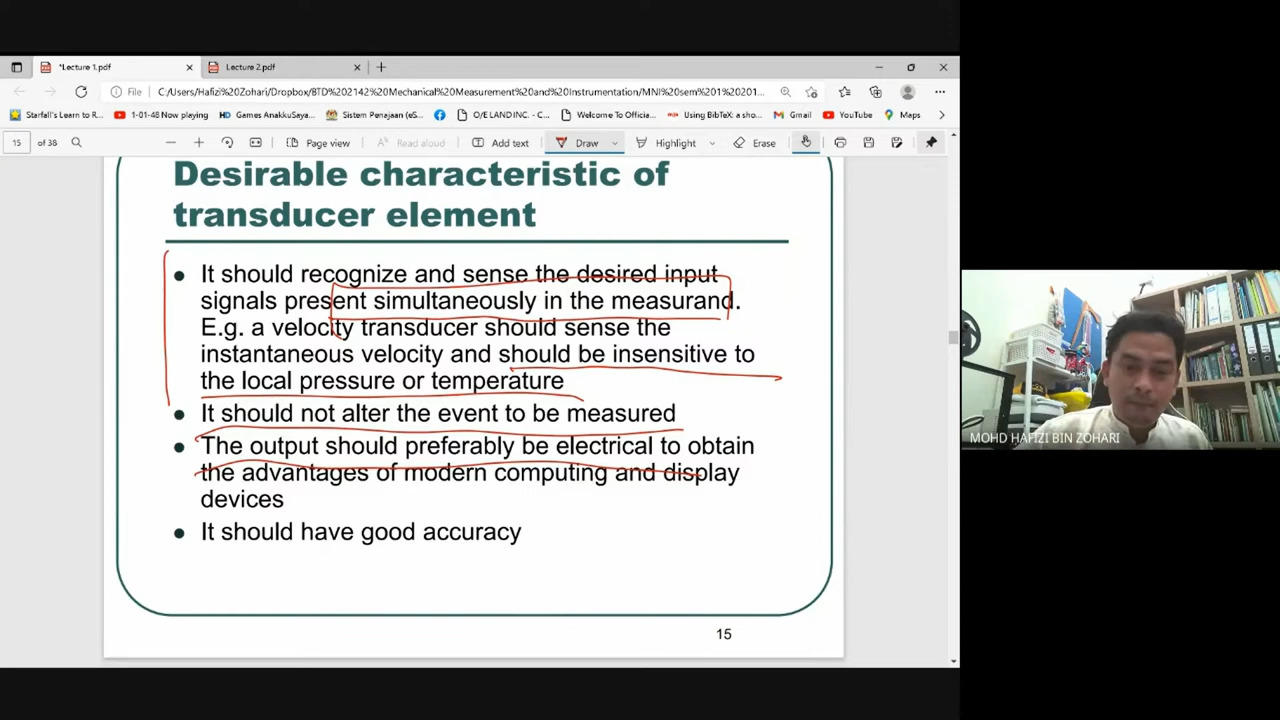 *Lecture 1.pdf
Lecture 2.pdf
File
C:/Users/Hafizi%20Zohari/Dropbox/BTD%202142%20Mechanical%20Measurement%20and%20Instrumentation/MNI%20sem%201%20201...
Starfall's Learn to R...
1-01-48 Now playing
Games AnakkuSaya...
Sistem Penajaan (eS...
O/E LAND INC. - C...
Welcome To Officia...
Using BibTeX: a sho...
Gmail
YouTube
Maps
15 of 38
Page view
Read aloud
Add text
Draw
Highlight
Erase
Desirable characteristic of
transducer element
It should recognize and sense the desired input
signals present simultaneously in the measurand.
E.g. a velocity transducer should sense the
instantaneous velocity and should be insensitive to
the local pressure or temperature
It should not alter the event to be measured
The output should preferably be electrical to obtain
the advantages of modern computing and display
devices
It should have good accuracy
15
MOHD HAFIZI BIN ZOHARI